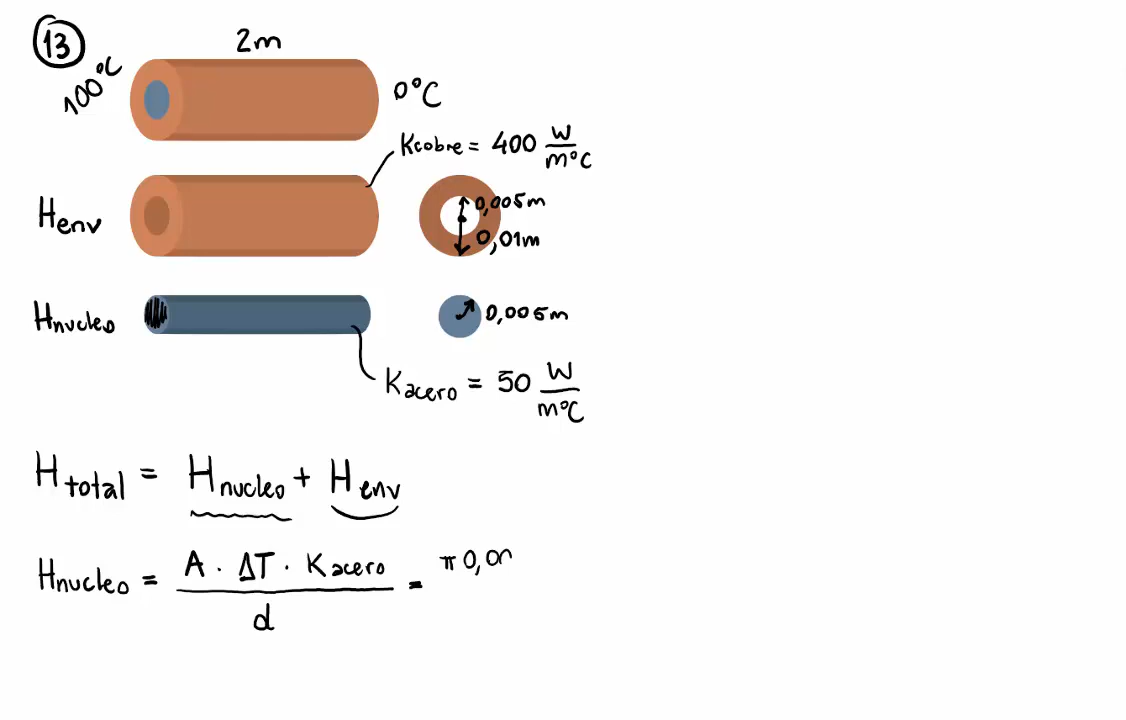 13
2m
100°C
0°C
Kcobre = 400 W/m°C
Henv
0,005m
0,01m
Hnucleo
0,005m
Kacero = 50 W/m°C
Htotal = Hnucleo + Henv
Hnucleo = A · ΔT · Kacero / d = π 0,0